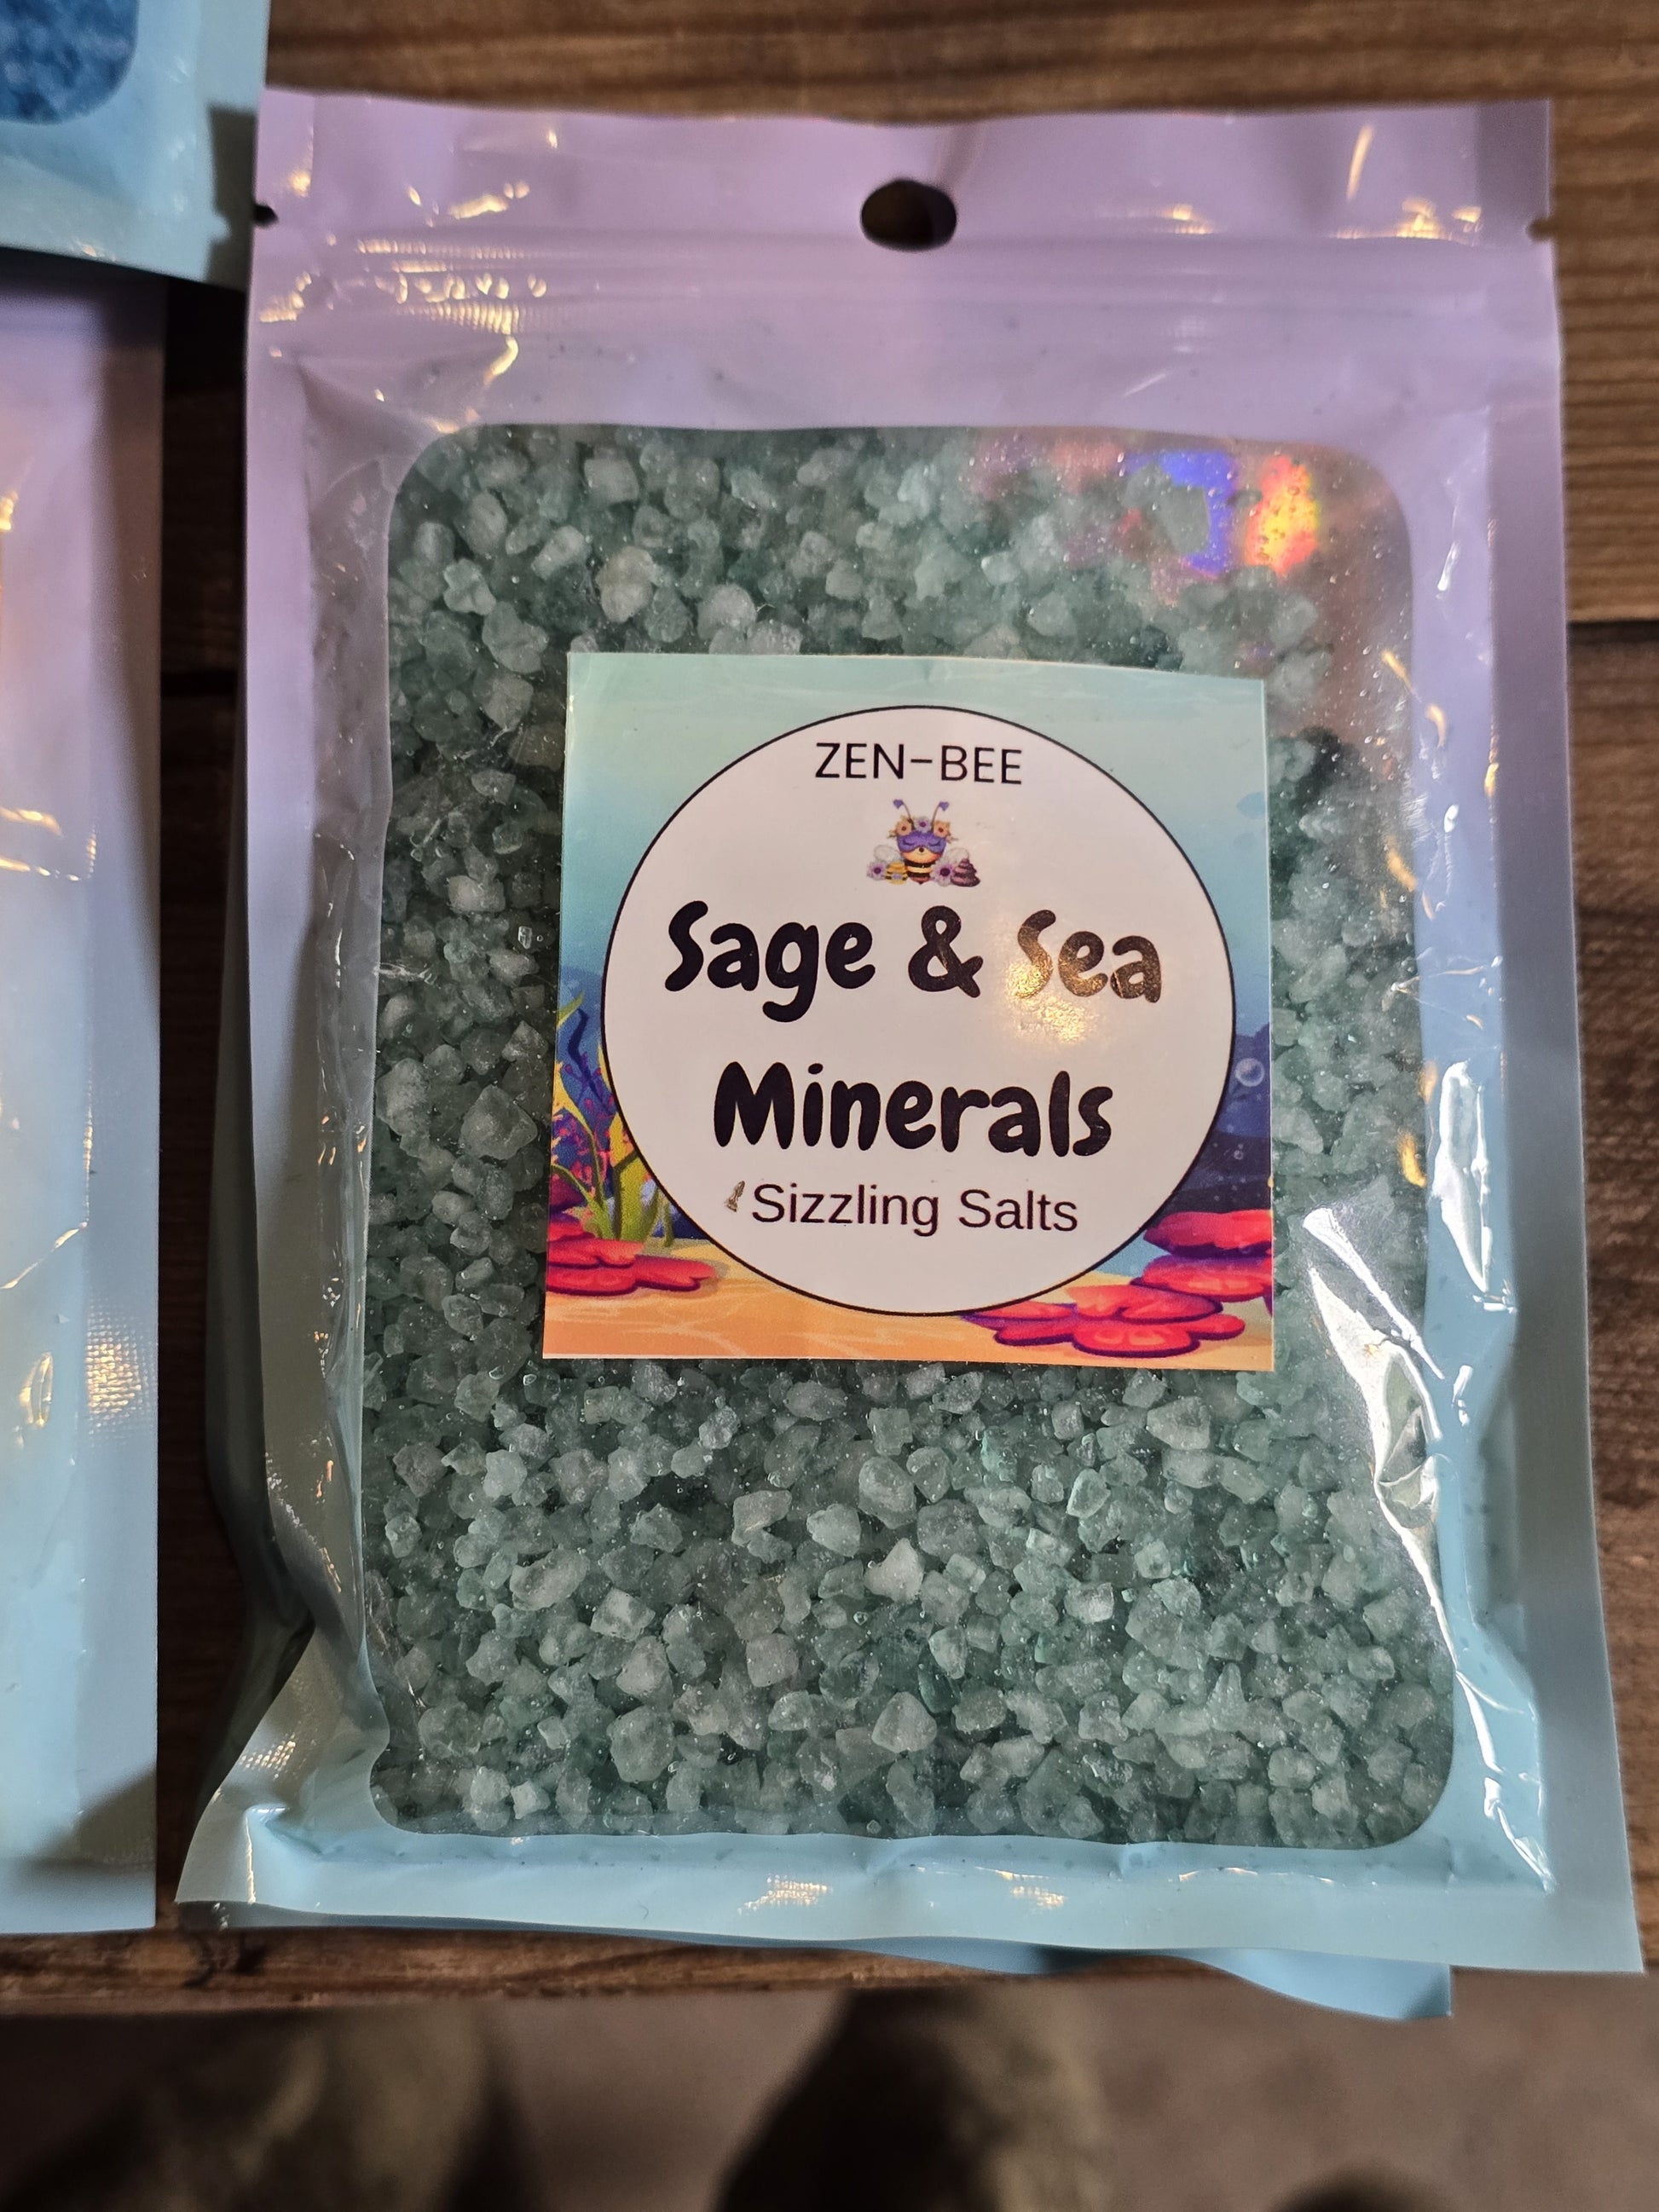 ZEN-BEE
Sage & Sea
Minerals
Sizzling Salts